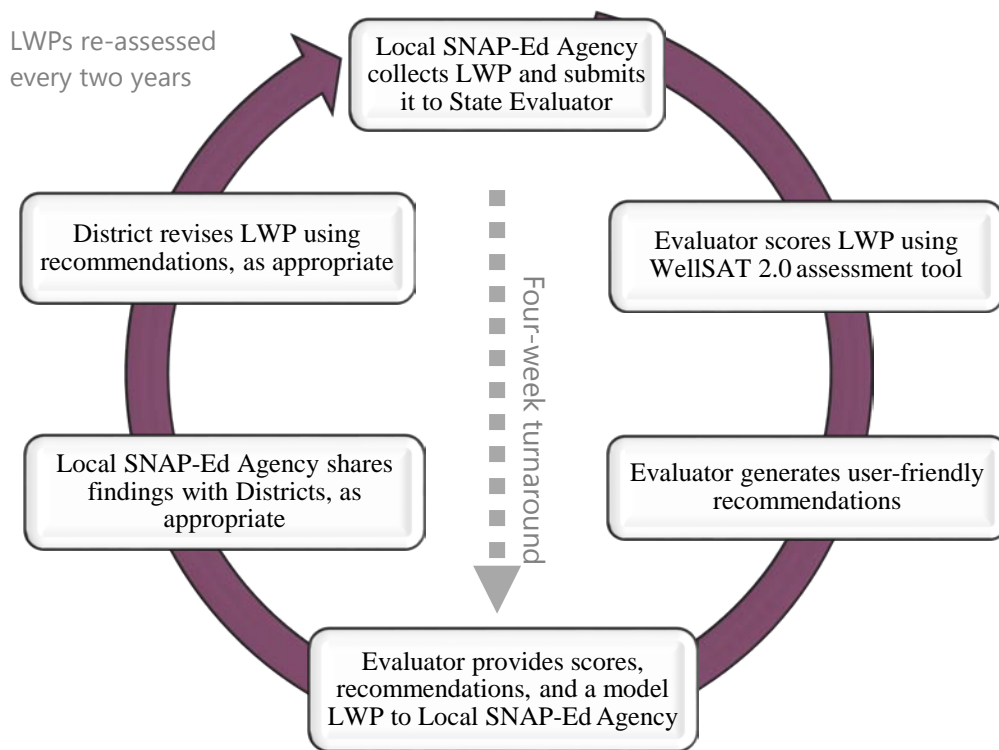 LWPs re-assessed
every two years
Local SNAP-Ed Agency
collects LWP and submits
it to State Evaluator
Evaluator scores LWP using
WellSAT 2.0 assessment tool
Evaluator generates user-friendly
recommendations
Evaluator provides scores,
recommendations, and a model
LWP to Local SNAP-Ed Agency
Local SNAP-Ed Agency shares
findings with Districts, as
appropriate
District revises LWP using
recommendations, as appropriate
Four-week turnaround